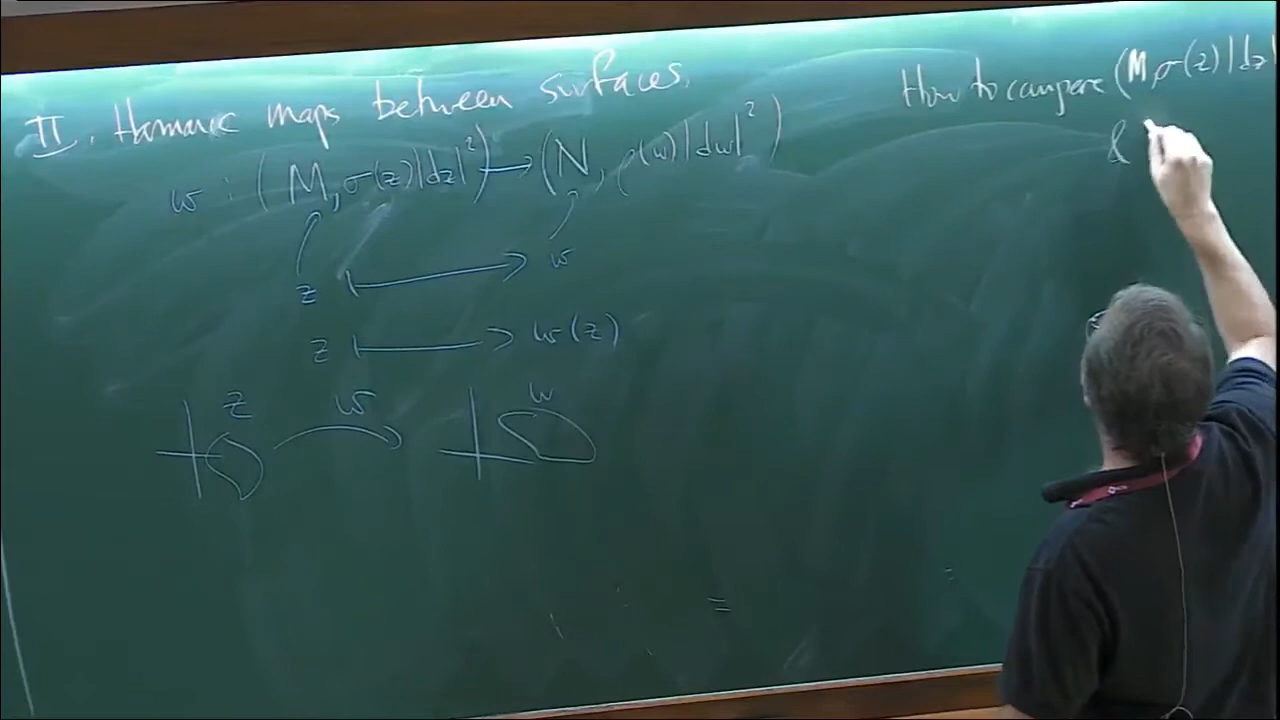 II. Harmonic maps between surfaces.
w : (M, σ(z)|dz|²) → (N, ρ(w)|dw|²)
z ↦ w
z ↦ w(z)
z w w
How to compare (M, σ(z)|dz|
&